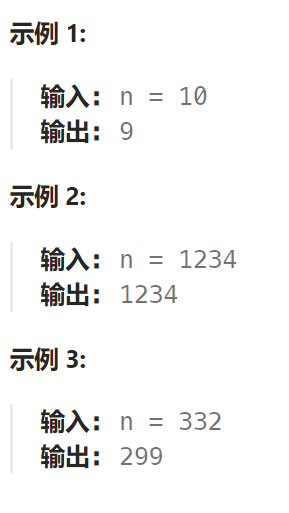 示例 1:
输入: n = 10
输出: 9
示例 2:
输入: n = 1234
输出: 1234
示例 3:
输入: n = 332
输出: 299